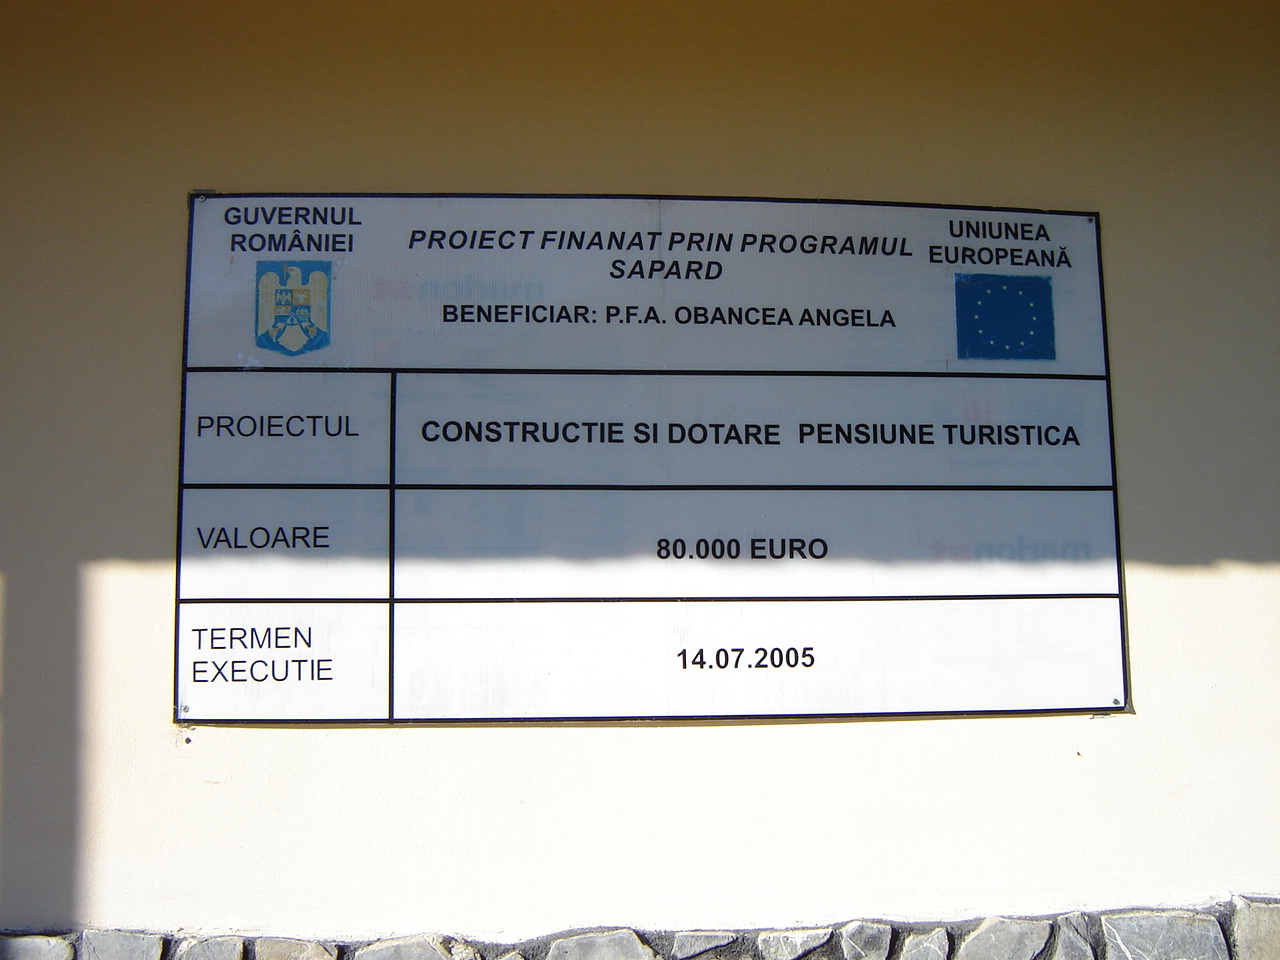 GUVERNUL
ROMÂNIEI
PROIECT FINANAT PRIN PROGRAMUL
SAPARD
BENEFICIAR: P.F.A. OBANCEA ANGELA
UNIUNEA
EUROPEANĂ
PROIECTUL
CONSTRUCTIE SI DOTARE PENSIUNE TURISTICA
VALOARE
80.000 EURO
TERMEN
EXECUTIE
14.07.2005